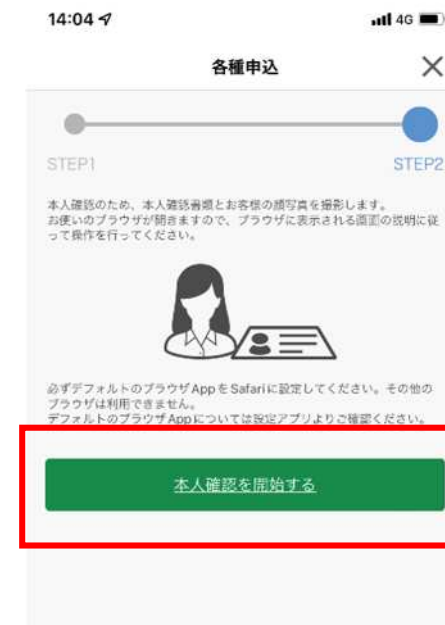 14:04
4G
各種申込
STEP1
STEP2
本人確認のため、本人確認書類とお客様の顔写真を撮影します。
お使いのブラウザが開きますので、ブラウザに表示される画面の説明に従
って操作を行ってください。
必ずデフォルトのブラウザAppをSafariに設定してください。その他の
ブラウザは利用できません。
デフォルトのブラウザAppについては設定アプリよりご確認ください。
本人確認を開始する